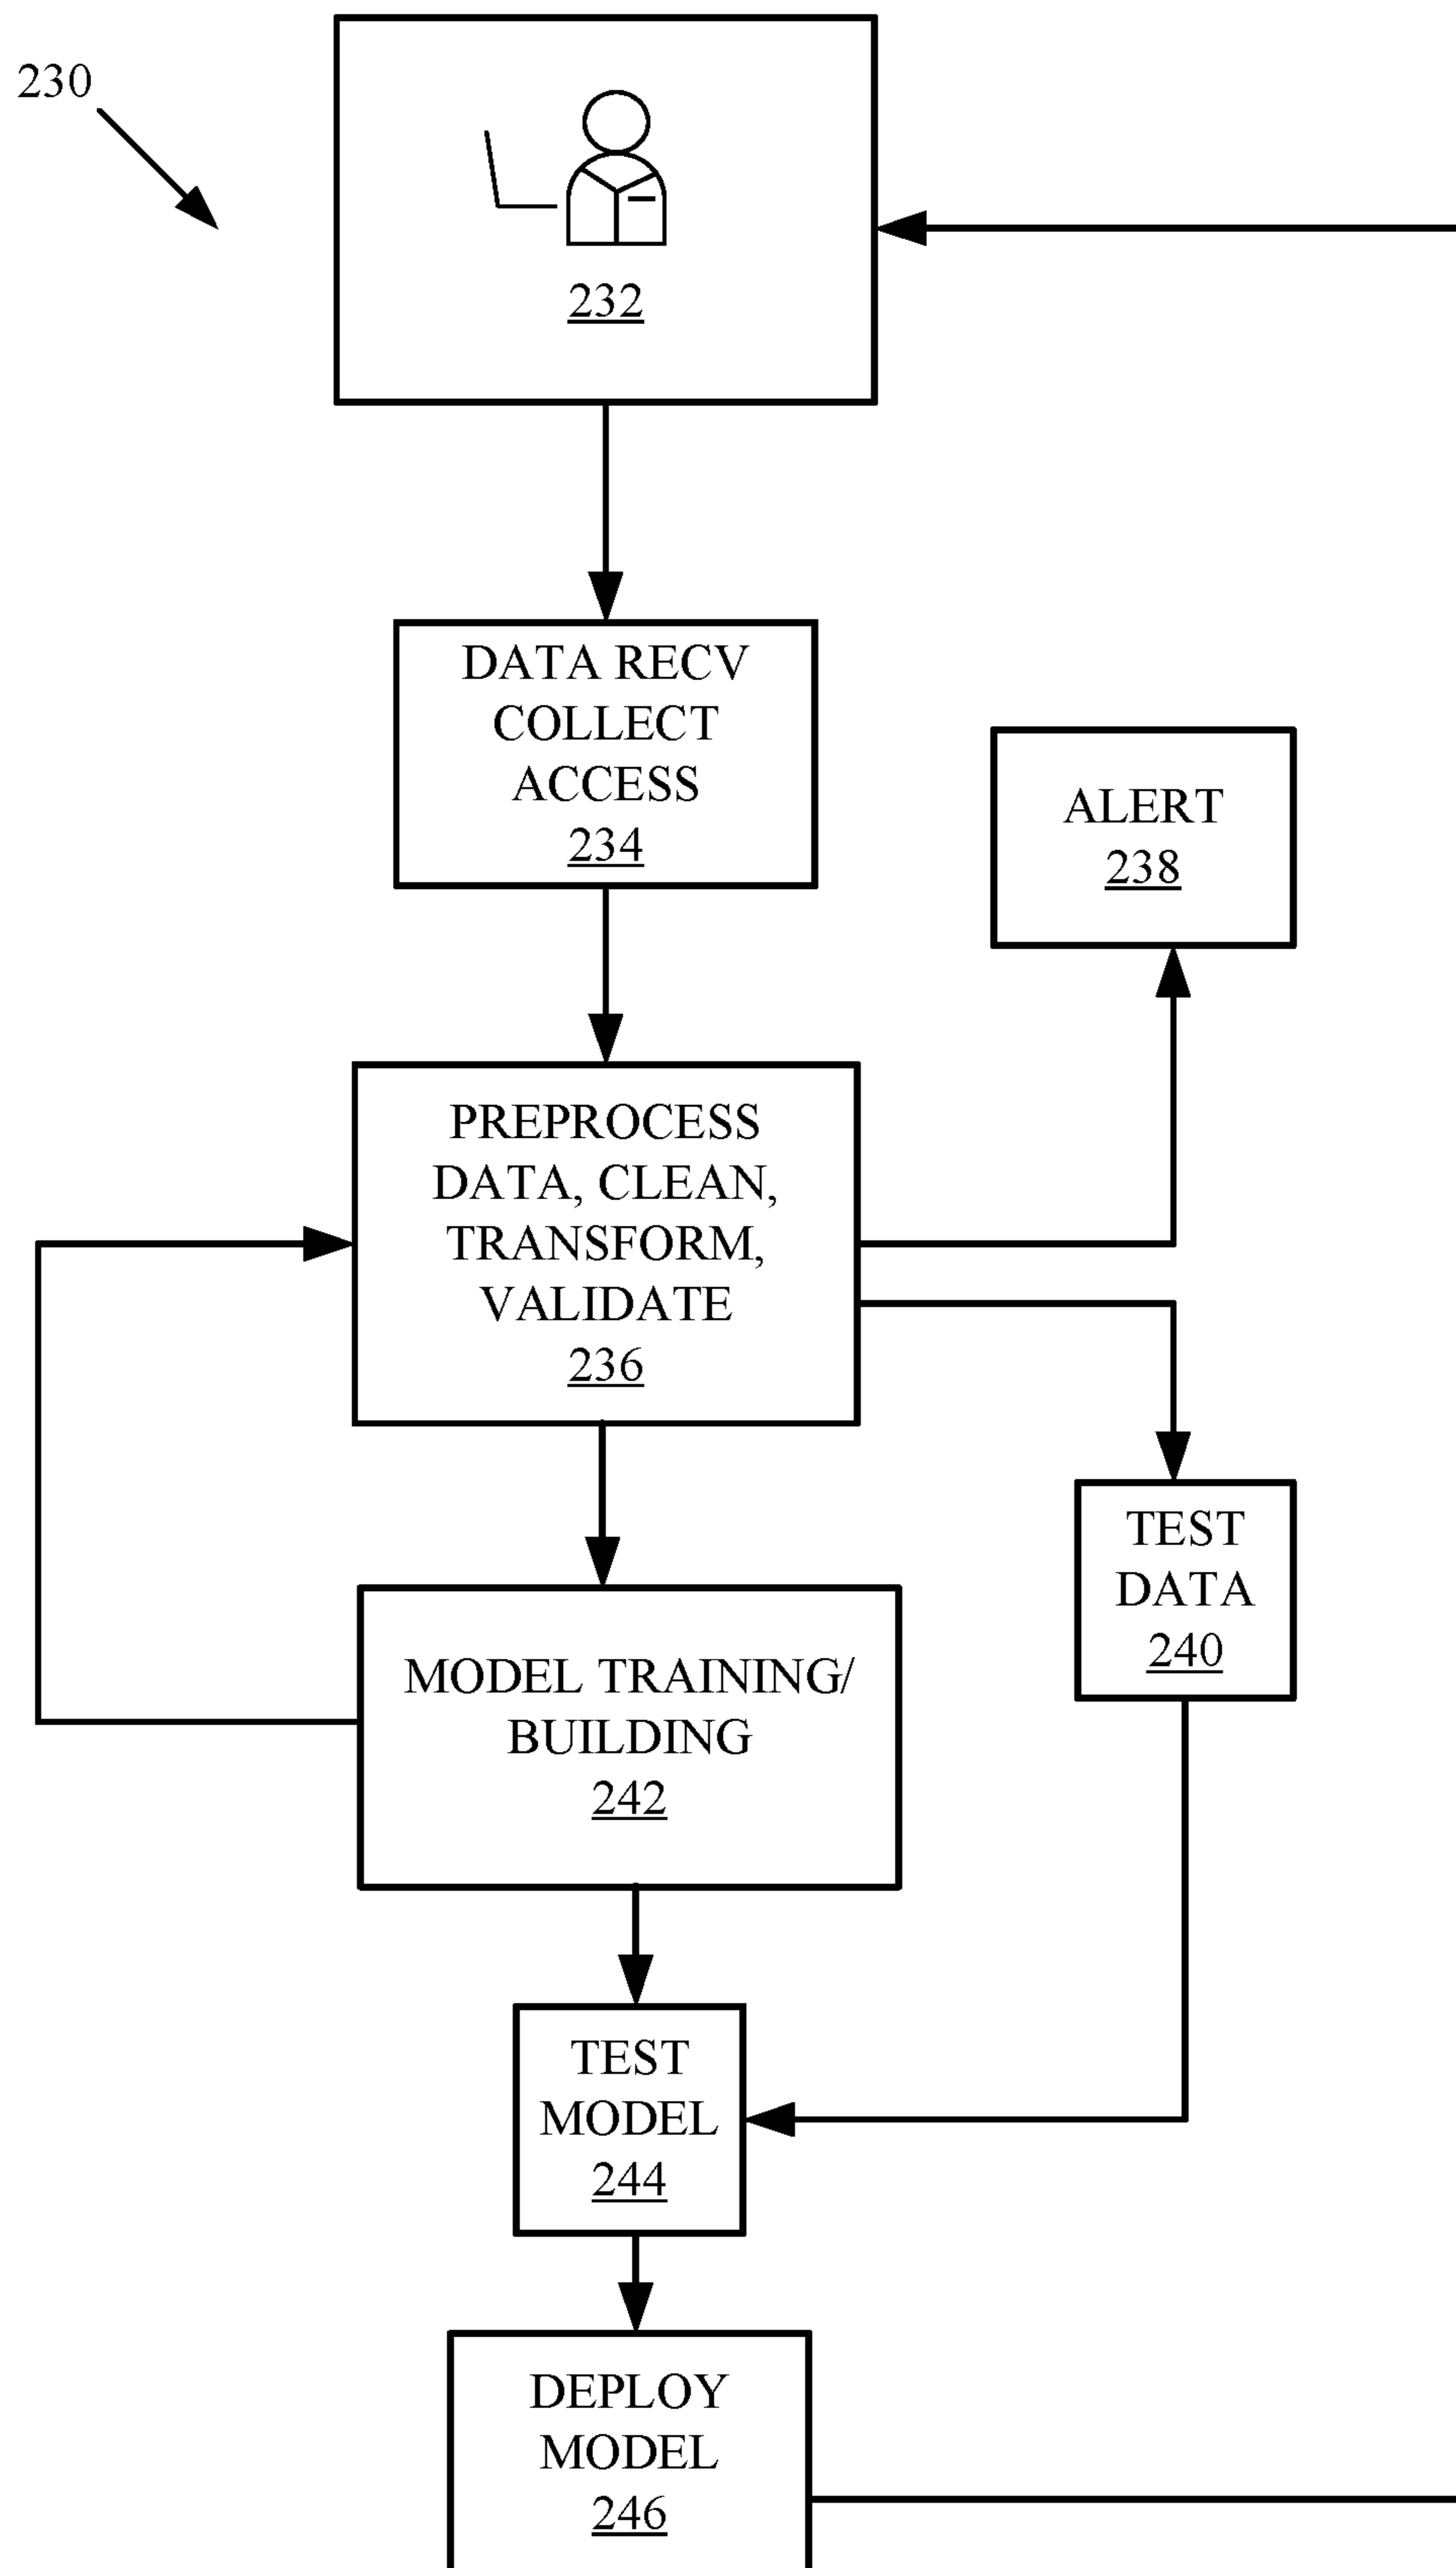 230
232
DATA RECV
COLLECT
ACCESS
234
ALERT
238
PREPROCESS
DATA, CLEAN,
TRANSFORM,
VALIDATE
236
TEST
DATA
240
MODEL TRAINING/
BUILDING
242
TEST
MODEL
244
DEPLOY
MODEL
246